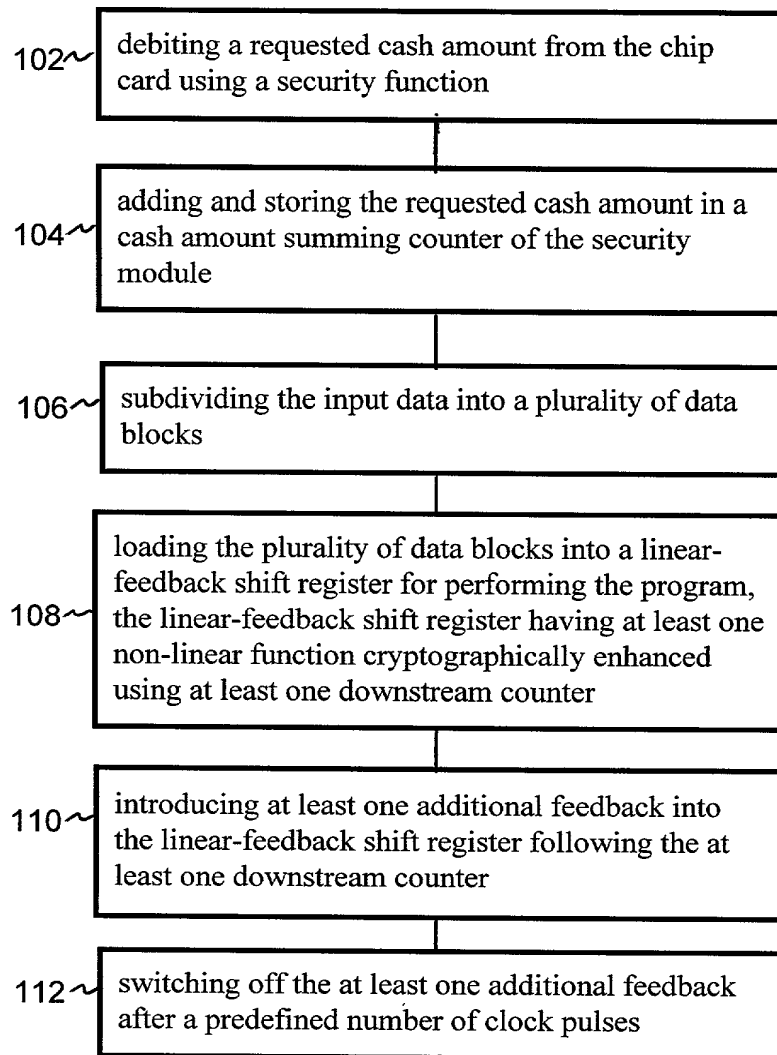 102
debiting a requested cash amount from the chip
card using a security function
104
adding and storing the requested cash amount in a
cash amount summing counter of the security
module
106
subdividing the input data into a plurality of data
blocks
108
loading the plurality of data blocks into a linear-
feedback shift register for performing the program,
the linear-feedback shift register having at least one
non-linear function cryptographically enhanced
using at least one downstream counter
110
introducing at least one additional feedback into
the linear-feedback shift register following the at
least one downstream counter
112
switching off the at least one additional feedback
after a predefined number of clock pulses